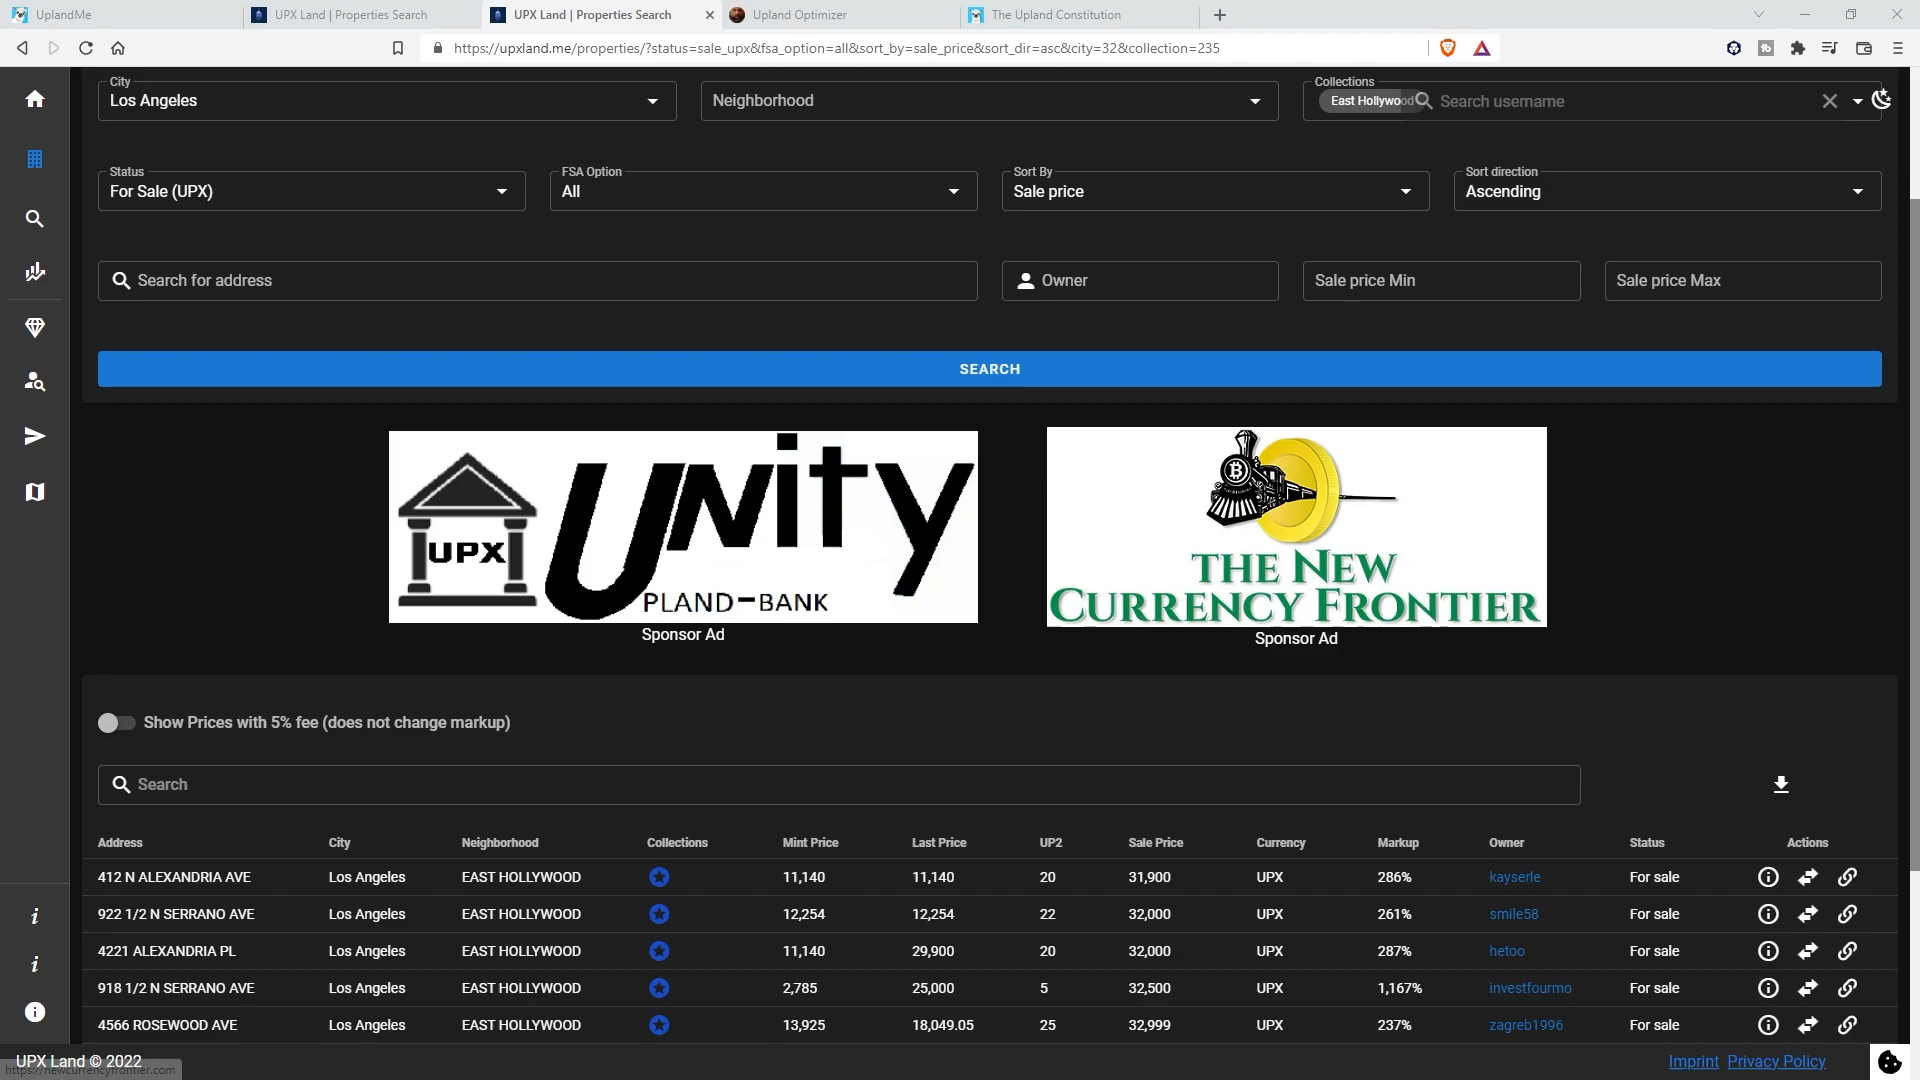 UplandMe
UPX Land | Properties Search
UPX Land | Properties Search
Upland Optimizer
The Upland Constitution
https://upxland.me/properties/?status=sale_upx&fsa_option=all&sort_by=sale_price&sort_dir=asc&city=32&collection=235
City
Los Angeles
Neighborhood
Collections
East Hollywood
Search username
Status
For Sale (UPX)
FSA Option
All
Sort By
Sale price
Sort direction
Ascending
Search for address
Owner
Sale price Min
Sale price Max
SEARCH
UPX
Unity
PLAND-BANK
Sponsor Ad
THE NEW
CURRENCY FRONTIER
Sponsor Ad
Show Prices with 5% fee (does not change markup)
Search
Address City Neighborhood Collections Mint Price Last Price UP2 Sale Price Currency Markup Owner Status Actions
412 N ALEXANDRIA AVE Los Angeles EAST HOLLYWOOD 11,140 11,140 20 31,900 UPX 286% kayserle For sale
922 1/2 N SERRANO AVE Los Angeles EAST HOLLYWOOD 12,254 12,254 22 32,000 UPX 261% smile58 For sale
4221 ALEXANDRIA PL Los Angeles EAST HOLLYWOOD 11,140 29,900 20 32,000 UPX 287% hetoo For sale
918 1/2 N SERRANO AVE Los Angeles EAST HOLLYWOOD 2,785 25,000 5 32,500 UPX 1,167% investfourmo For sale
4566 ROSEWOOD AVE Los Angeles EAST HOLLYWOOD 13,925 18,049.05 25 32,999 UPX 237% zagreb1996 For sale
UPX Land © 2022
https://newcurrencyfrontier.com
Imprint Privacy Policy